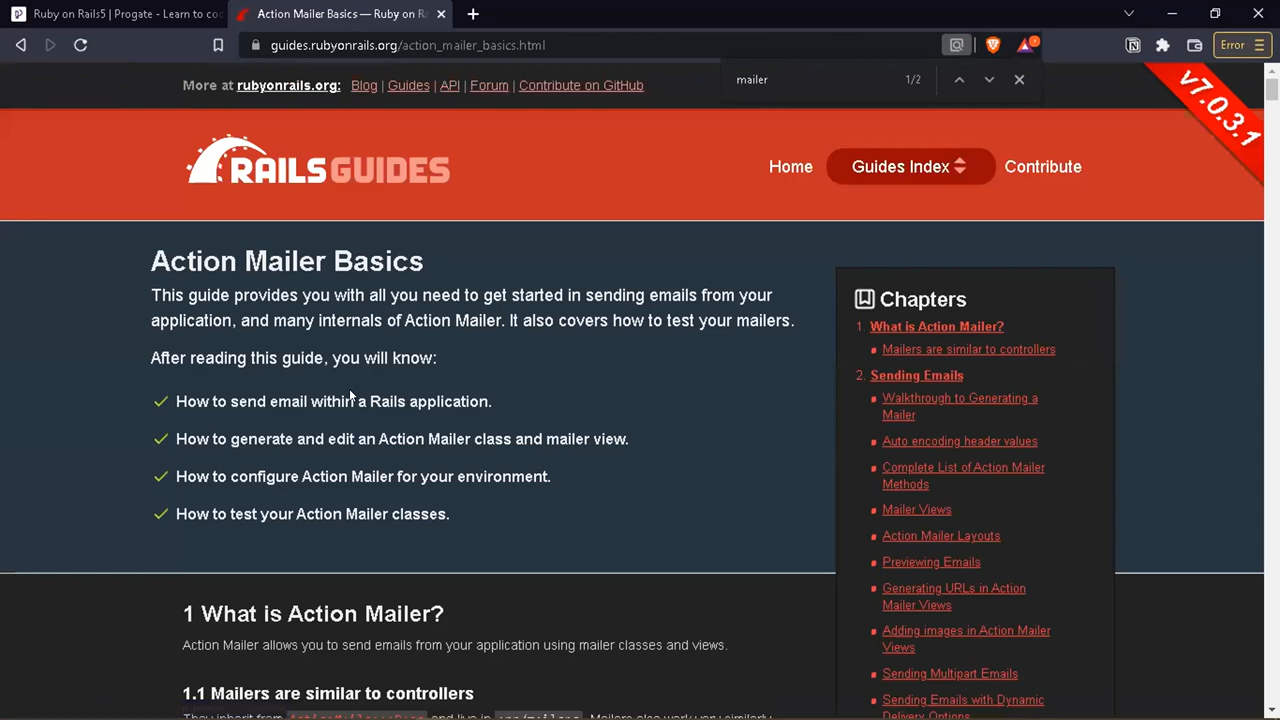 Ruby on Rails5 | Progate - Learn to co
Action Mailer Basics — Ruby on R
guides.rubyonrails.org/action_mailer_basics.html
Error
mailer
1/2
More at rubyonrails.org: Blog | Guides | API | Forum | Contribute on GitHub
v7.0.3.1
RAILSGUIDES
Home
Guides Index
Contribute
Action Mailer Basics
This guide provides you with all you need to get started in sending emails from your
application, and many internals of Action Mailer. It also covers how to test your mailers.
After reading this guide, you will know:
How to send email within a Rails application.
How to generate and edit an Action Mailer class and mailer view.
How to configure Action Mailer for your environment.
How to test your Action Mailer classes.
Chapters
1. What is Action Mailer?
Mailers are similar to controllers
2. Sending Emails
Walkthrough to Generating a
Mailer
Auto encoding header values
Complete List of Action Mailer
Methods
Mailer Views
Action Mailer Layouts
Previewing Emails
Generating URLs in Action
Mailer Views
Adding images in Action Mailer
Views
Sending Multipart Emails
Sending Emails with Dynamic
Delivery Options
1 What is Action Mailer?
Action Mailer allows you to send emails from your application using mailer classes and views.
1.1 Mailers are similar to controllers